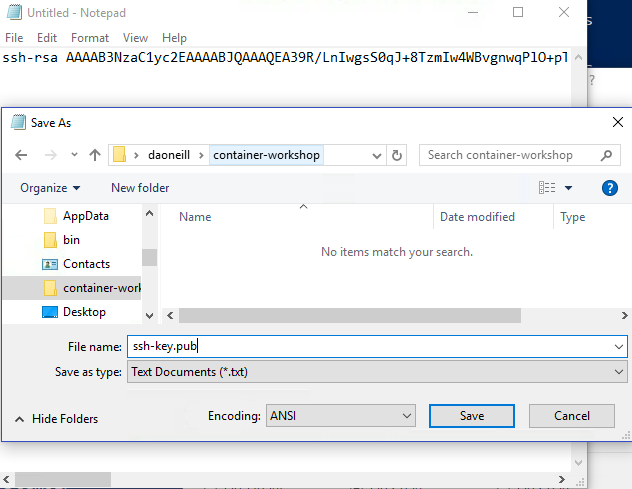 Untitled - Notepad
File Edit Format View Help
ssh-rsa AAAAB3NzaC1yc2EAAAABJQAAAQEA39R/LnIwgsS0qJ+8TzmIw4WBvgnwqPlO+pl
Save As
daoneill > container-workshop
Search container-workshop
Organize
New folder
?
AppData
bin
Contacts
container-work
Desktop
Name
Date modified
Type
No items match your search.
File name:
ssh-key.pub
Save as type:
Text Documents (*.txt)
Hide Folders
Encoding:
ANSI
Save
Cancel
s
?